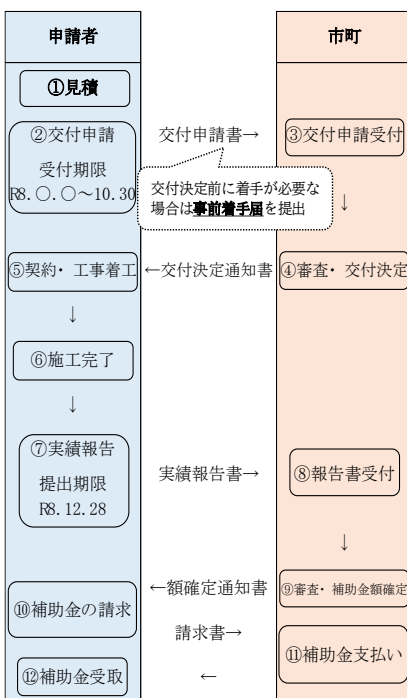 申請者
市町
①見積
②交付申請
受付期限
R8.〇.〇～10.30
交付申請書→
③交付申請受付
交付決定前に着手が必要な
場合は事前着手届を提出
↓
⑤契約・工事着工
←交付決定通知書
④審査・交付決定
↓
⑥施工完了
↓
⑦実績報告
提出期限
R8.12.28
実績報告書→
⑧報告書受付
↓
←額確定通知書
⑨審査・補助金額確定
⑩補助金の請求
請求書→
⑪補助金支払い
⑫補助金受取
←